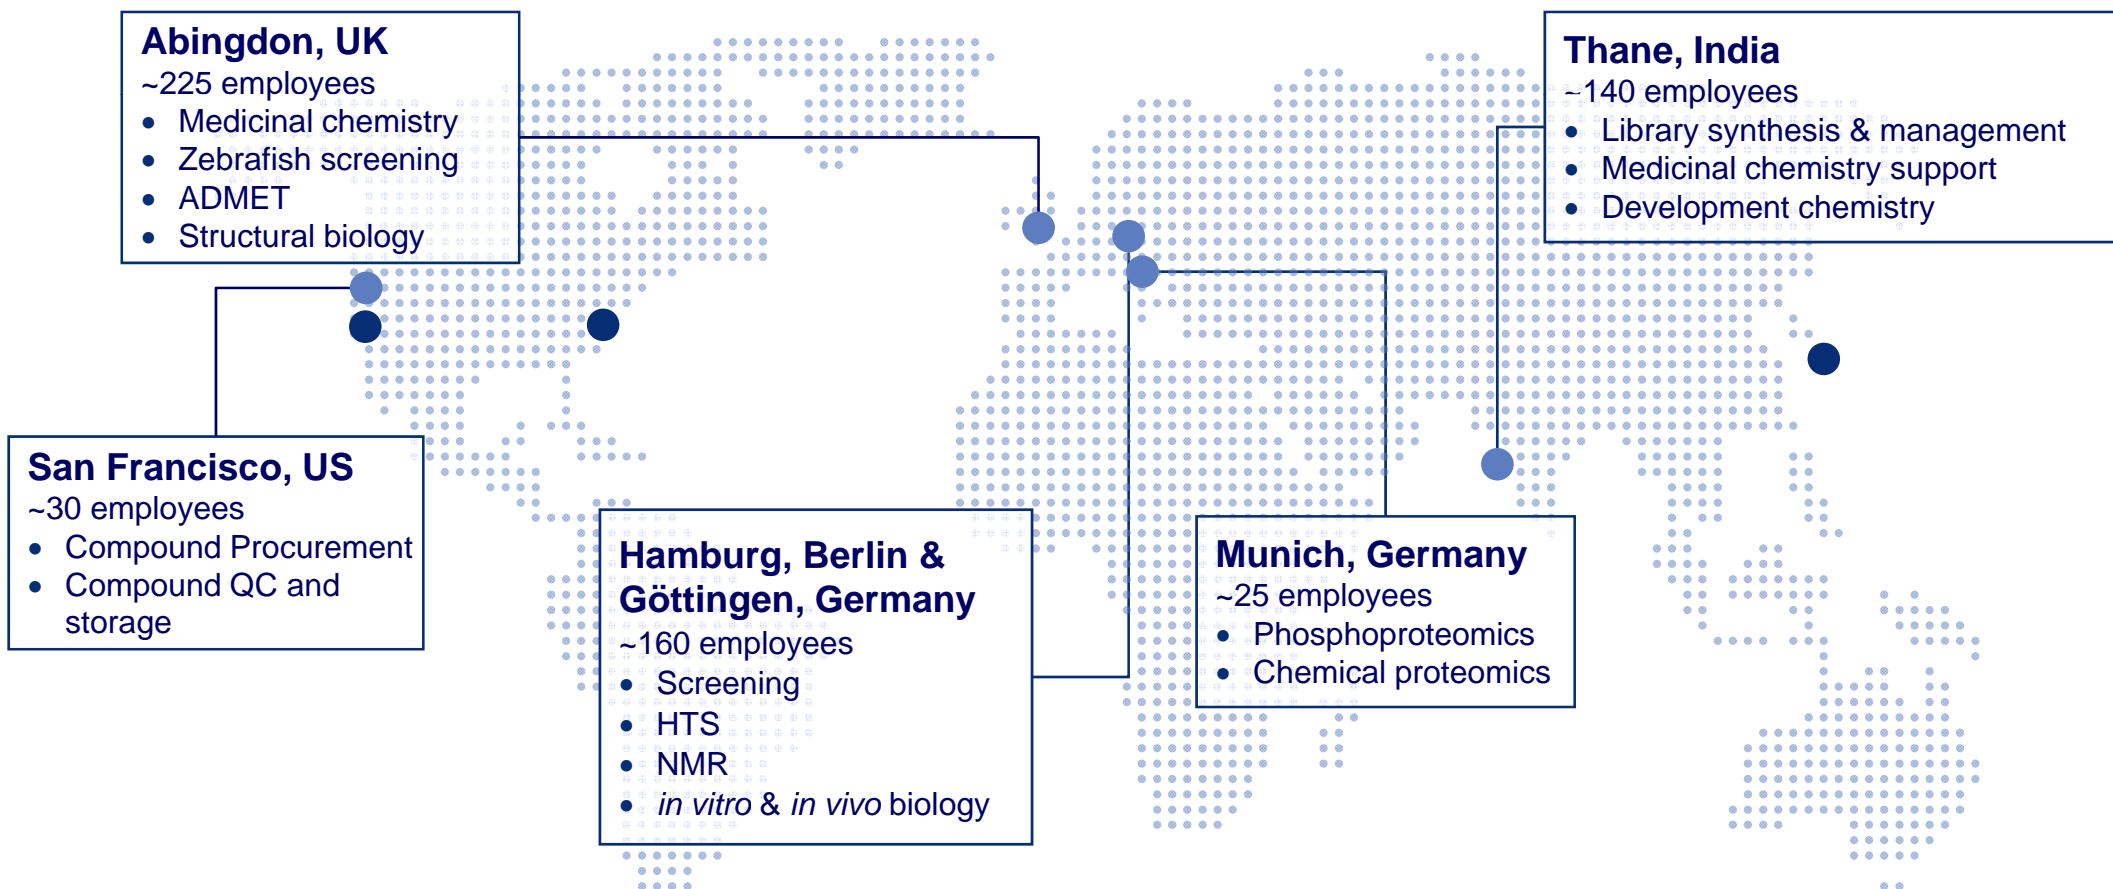 Abingdon, UK
~225 employees
• Medicinal chemistry
• Zebrafish screening
• ADMET
• Structural biology
Thane, India
~140 employees
• Library synthesis & management
• Medicinal chemistry support
• Development chemistry
San Francisco, US
~30 employees
• Compound Procurement
• Compound QC and
storage
Hamburg, Berlin &
Göttingen, Germany
~160 employees
• Screening
• HTS
• NMR
• in vitro & in vivo biology
Munich, Germany
~25 employees
• Phosphoproteomics
• Chemical proteomics